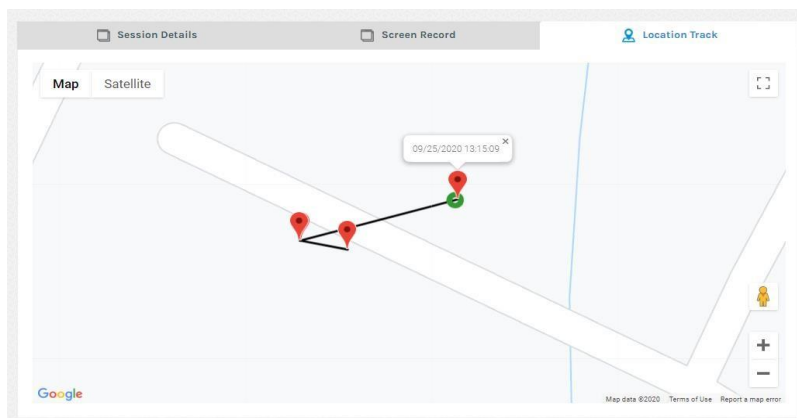 Session Details
Screen Record
Location Track
Map Satellite
09/25/2020 13:15:09
Google
Map data ©2020 Terms of Use Report a map error